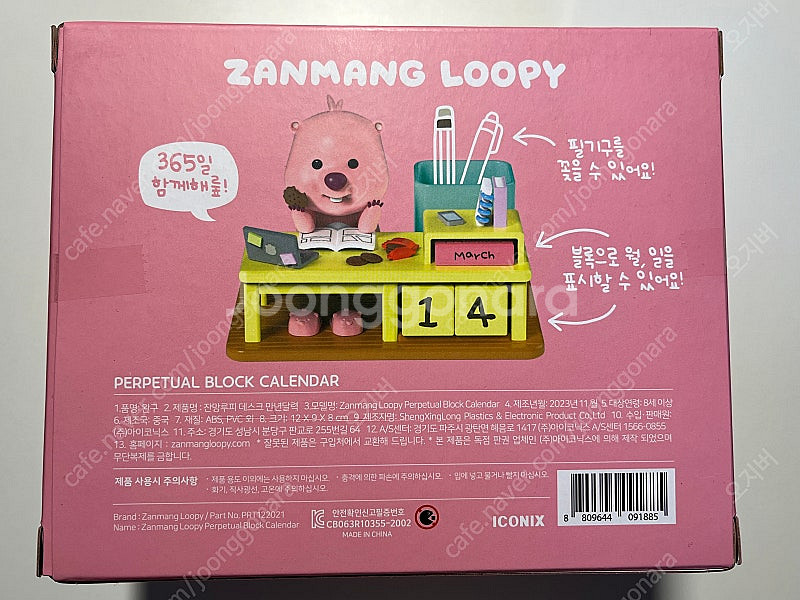 ZANMANG LOOPY
365일
함께해룦!
필기구를
꽂을 수 있어요!
블록으로 월, 일을
표시할 수 있어요!
March
1 4
joonggonara
PERPETUAL BLOCK CALENDAR
1.품명: 완구 2. 제품명 : 잔망루피 데스크 만년달력 3.모델명: Zanmang Loopy Perpetual Block Calendar 4. 제조년월: 2023년 11월 5. 대상연령: 8세 이상
6. 제조국: 중국 7. 재질: ABS, PVC 외 8. 크기: 12 X 9 X 8 cm 9. 제조자명: ShengXingLong Plastics & Electronic Product Co.,Ltd 10. 수입·판매원:
(주)아이코닉스 11. 주소: 경기도 성남시 분당구 판교로 255번길 64 12. A/S센터: 경기도 파주시 광탄면 혜음로 1417 (주)아이코닉스 A/S센터 1566-0855
13. 홈페이지 : zanmangloopy.com * 잘못된 제품은 구입처에서 교환해 드립니다. * 본 제품은 독점 판권 업체인 (주)아이코닉스에 의해 제작 되었으며
무단복제를 금합니다.
제품 사용시 주의사항 · 제품 용도 이외에는 사용하지 마십시오. · 충격에 의한 파손에 주의하십시오. · 입에 넣고 물거나 빨지 마십시오.
· 화기, 직사광선, 고온에 주의하십시오.
Brand : Zanmang Loopy / Part No. PRT122021
Name : Zanmang Loopy Perpetual Block Calendar
안전확인신고필증번호
CB063R10355-2002
MADE IN CHINA
ICONIX
8 809644 091885
cafe.naver.com/joonggonara
오지버